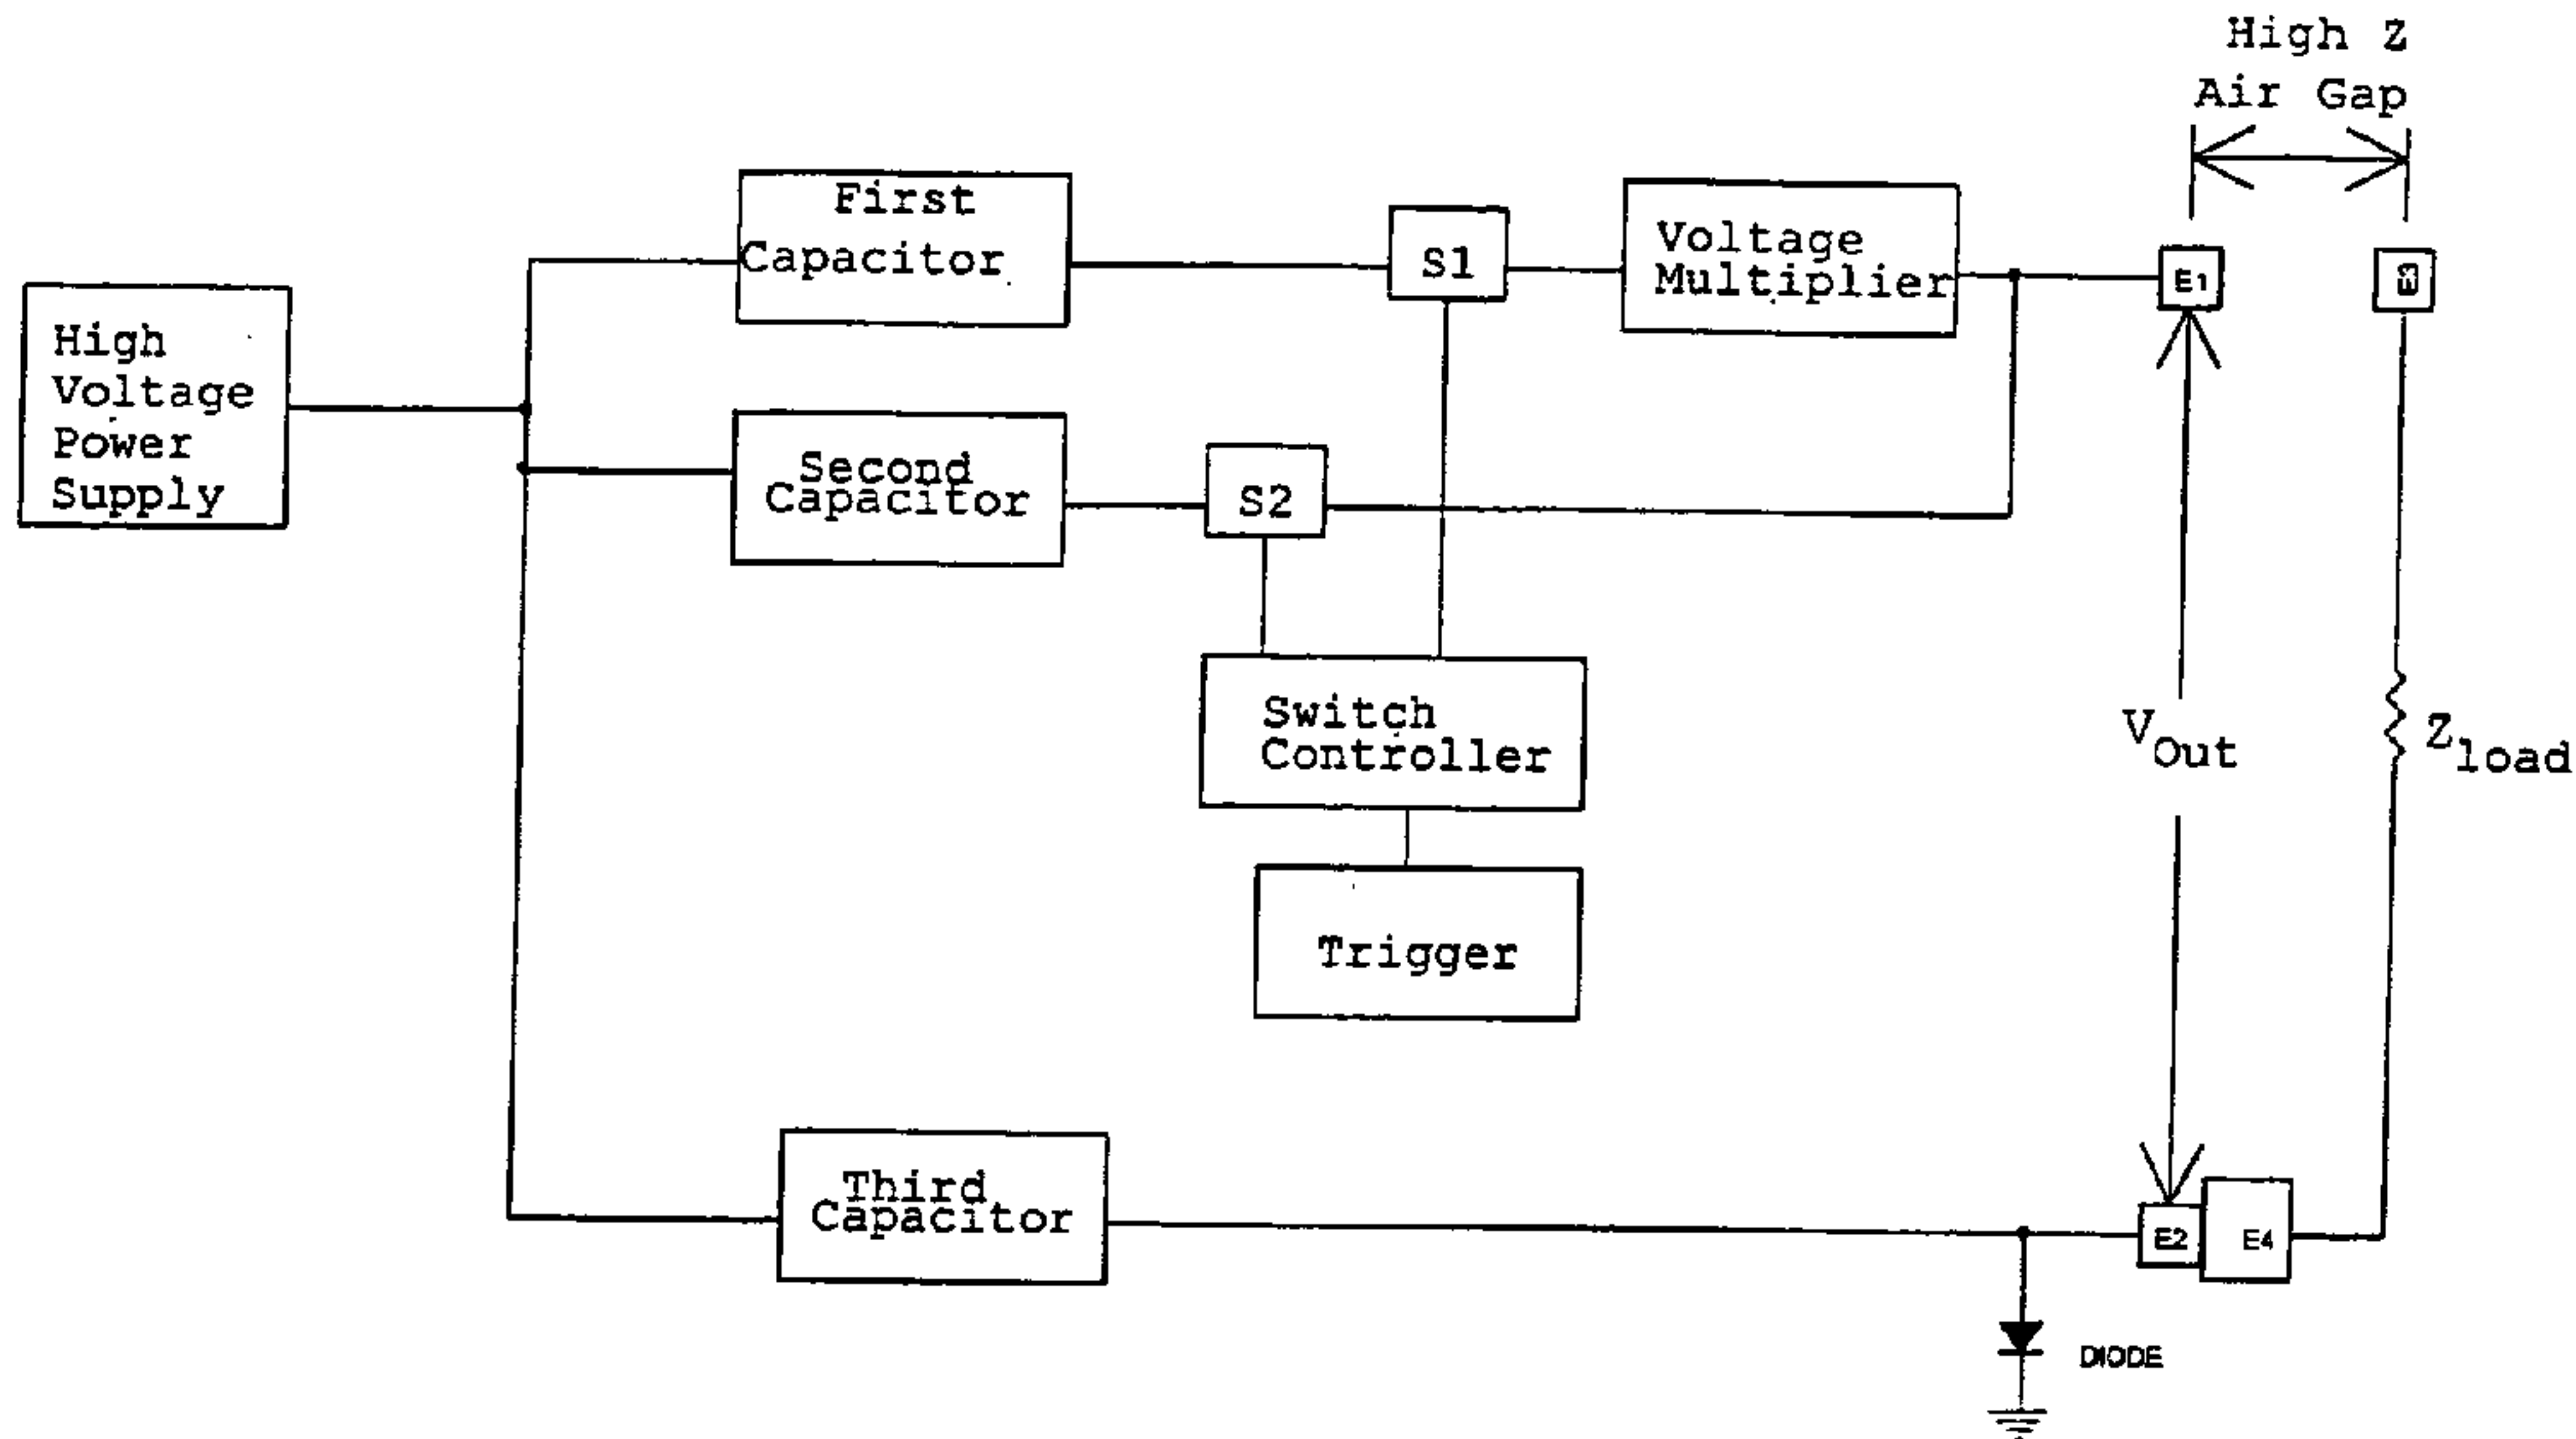 High Z
Air Gap
First
Capacitor
S1
Voltage
Multiplier
E1
E3
High
Voltage
Power
Supply
Second
Capacitor
S2
Switch
Controller
VOut
Zload
Trigger
Third
Capacitor
E2
E4
DIODE